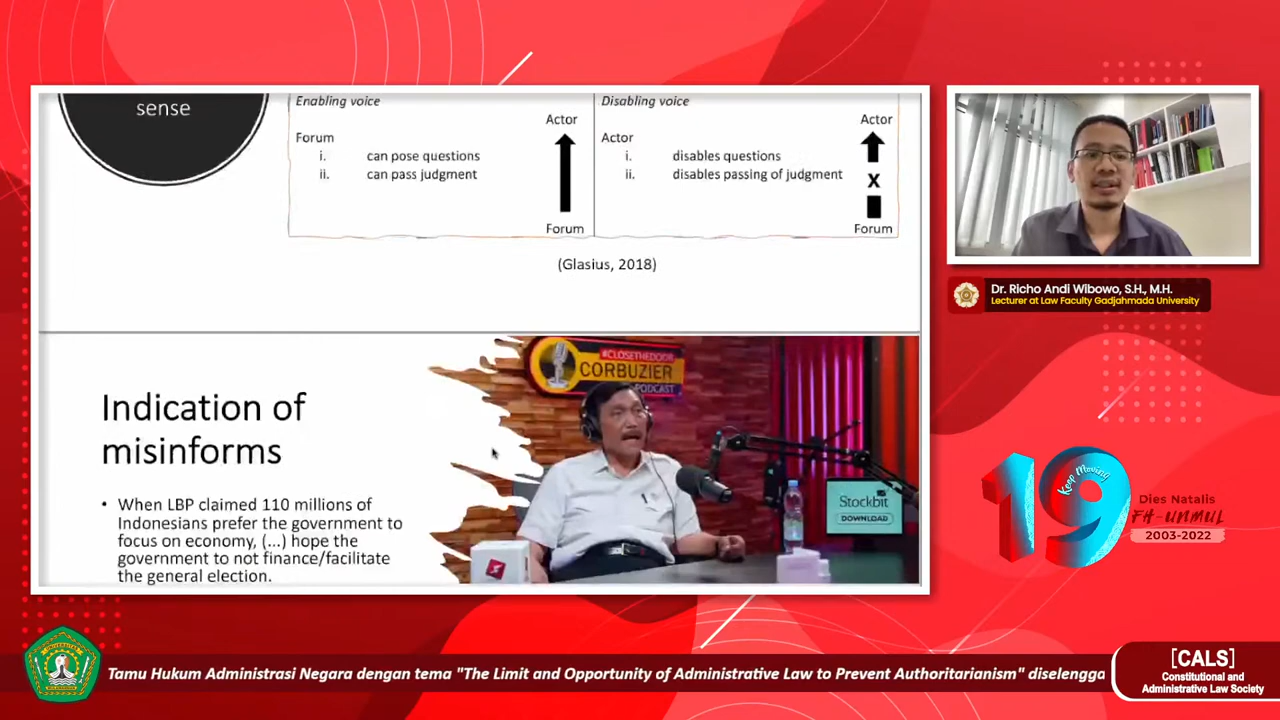 sense
Enabling voice
Actor
Forum
i. can pose questions
ii. can pass judgment
Forum
Disabling voice
Actor
Actor
i. disables questions
ii. disables passing of judgment
X
Forum
(Glasius, 2018)
Indication of
misinforms
• When LBP claimed 110 millions of
Indonesians prefer the government to
focus on economy, (...) hope the
government to not finance/facilitate
the general election.
#CLOSETHEDOOR
CORBUZIER
PODCAST
Stockbit
DOWNLOAD
Dr. Richo Andi Wibowo, S.H., M.H.
Lecturer at Law Faculty Gadjahmada University
19
Keep Moving
Dies Natalis
FH-UNMUL
2003-2022
Tamu Hukum Administrasi Negara dengan tema "The Limit and Opportunity of Administrative Law to Prevent Authoritarianism" diselengga
[CALS]
Constitutional and
Administrative Law Society